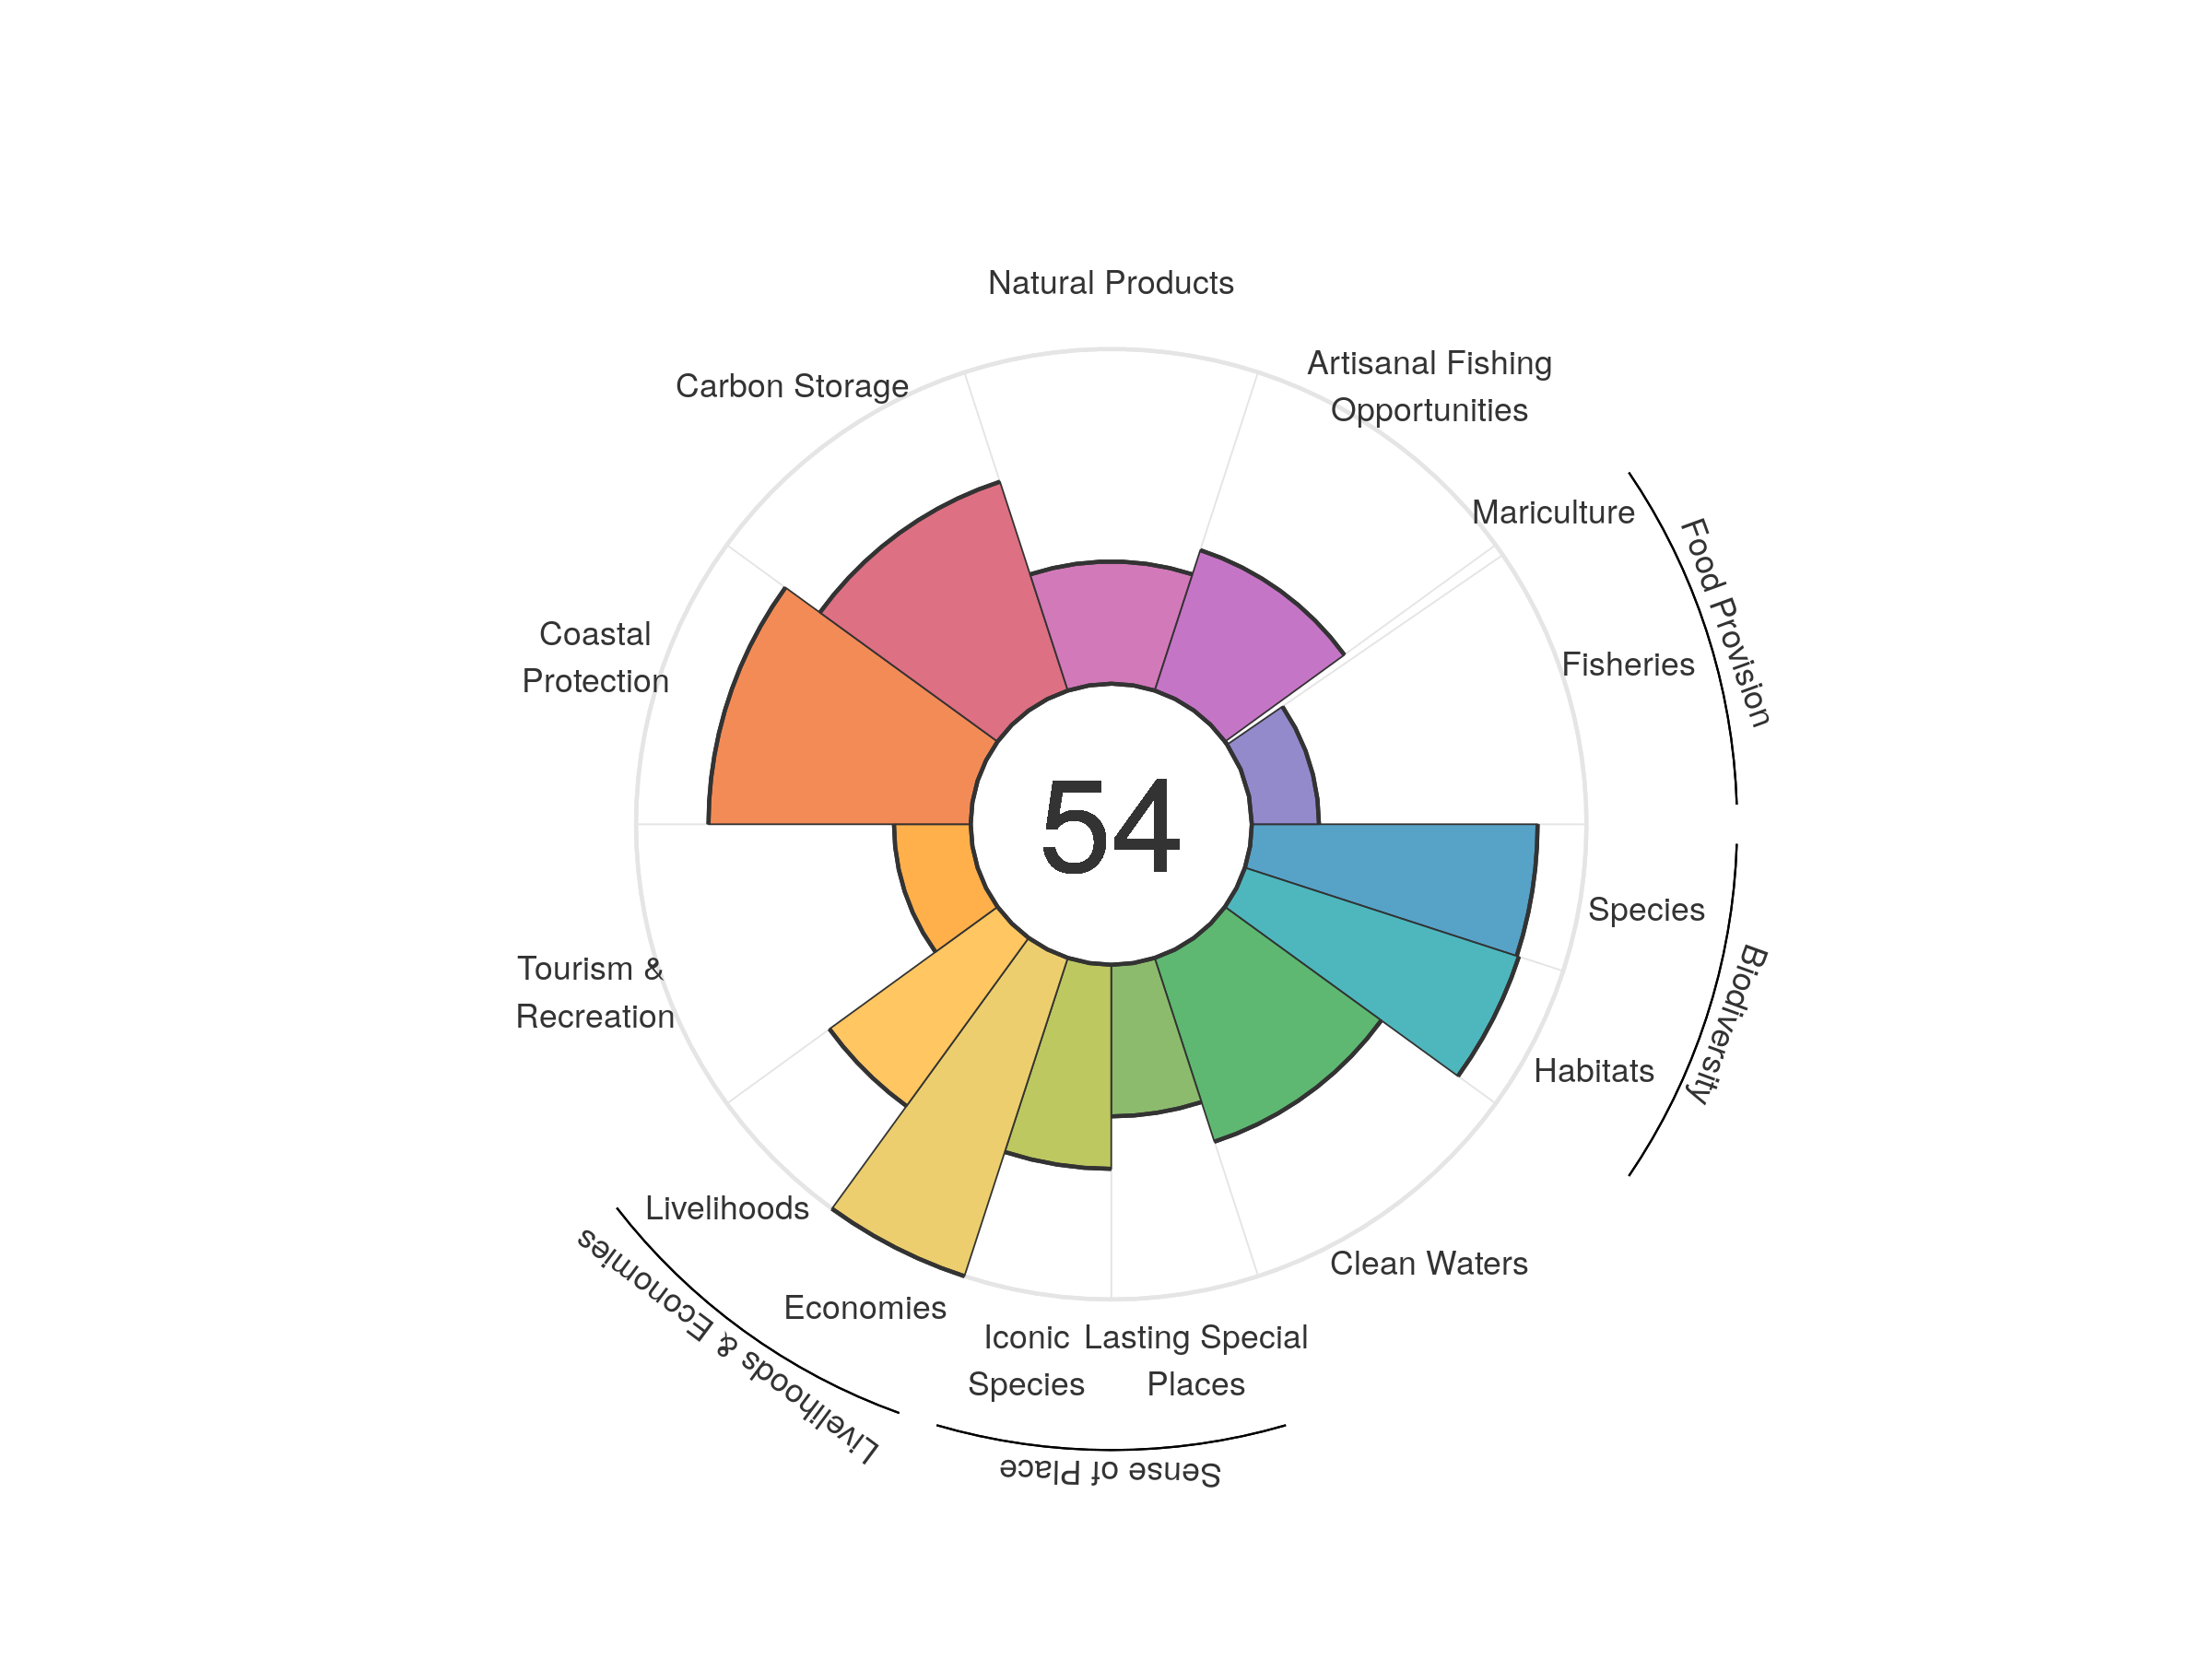 Natural Products
Artisanal Fishing
Opportunities
Carbon Storage
Mariculture
Food Provision
Fisheries
Coastal
Protection
54
Species
Biodiversity
Tourism &
Recreation
Habitats
Livelihoods
Livelihoods & Economies
Economies
Clean Waters
Iconic
Species
Lasting Special
Places
Sense of Place